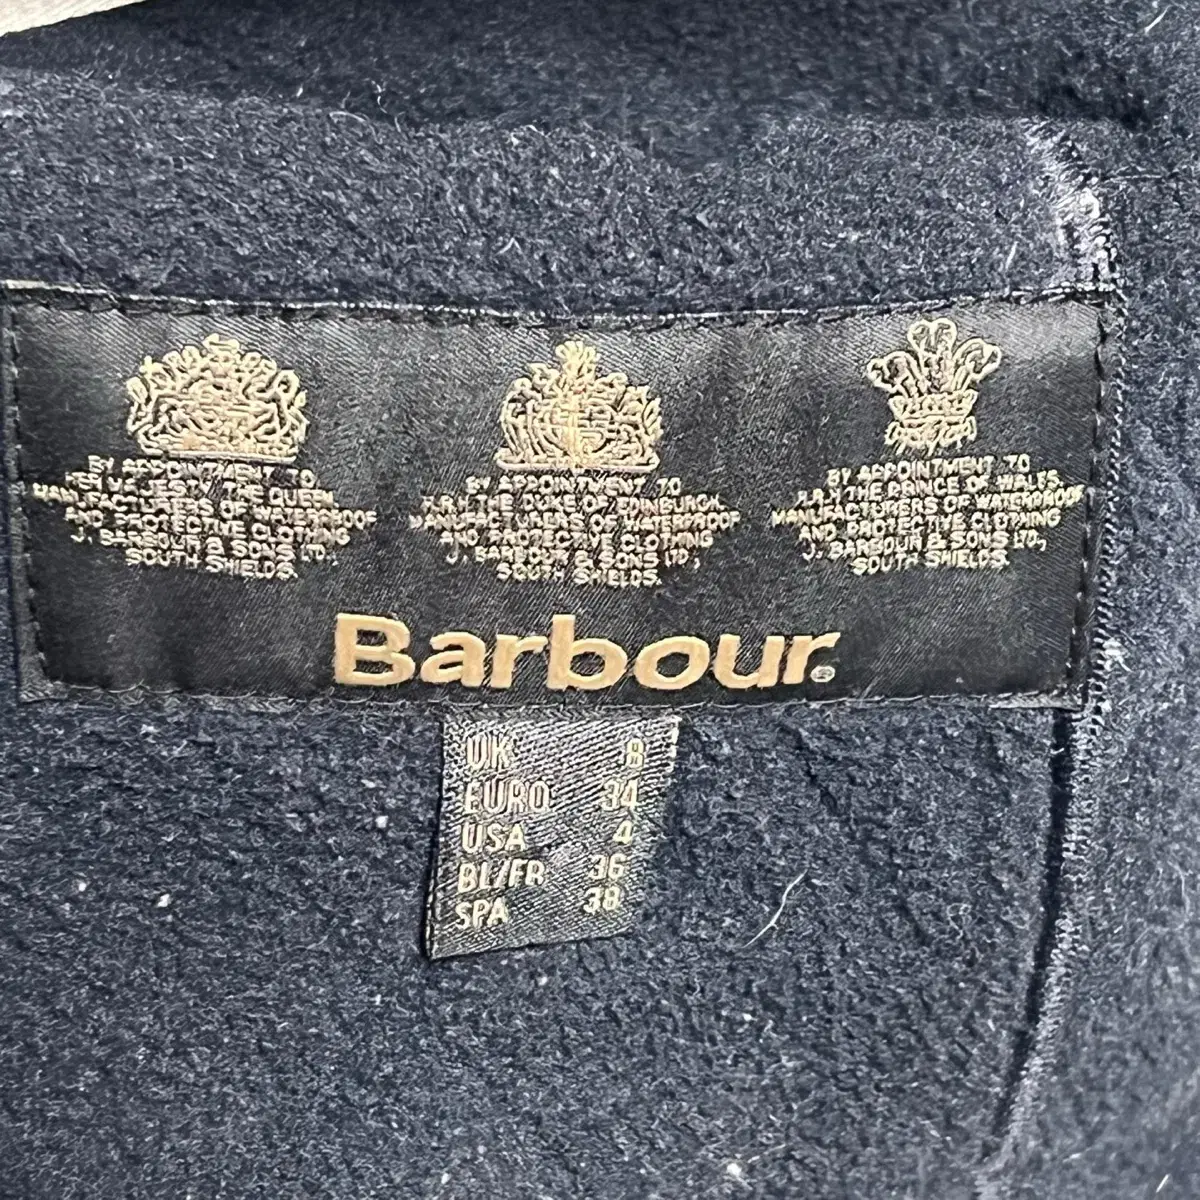 BY APPOINTMENT TO
HER MAJESTY THE QUEEN
MANUFACTURERS OF WATERPROOF
AND PROTECTIVE CLOTHING
J. BARBOUR & SONS LTD.,
SOUTH SHIELDS.
BY APPOINTMENT TO
H.R.H THE DUKE OF EDINBURGH
MANUFACTURERS OF WATERPROOF
AND PROTECTIVE CLOTHING
J. BARBOUR & SONS LTD.,
SOUTH SHIELDS.
BY APPOINTMENT TO
H.R.H THE PRINCE OF WALES
MANUFACTURERS OF WATERPROOF
AND PROTECTIVE CLOTHING
J. BARBOUR & SONS LTD.,
SOUTH SHIELDS.
Barbour®
UK 8
EURO 34
USA 4
BL/FR 36
SPA 38